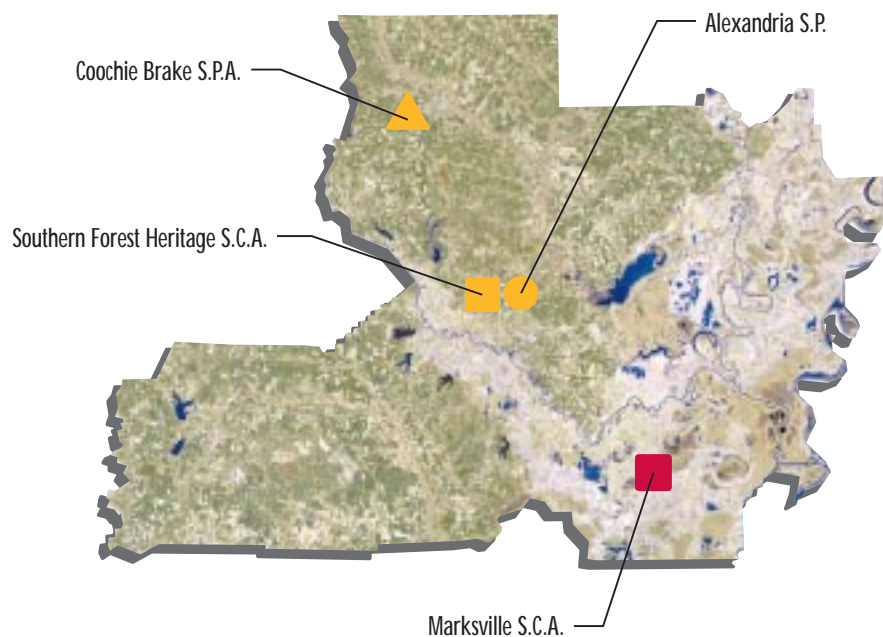 Alexandria S.P.
Coochie Brake S.P.A.
Southern Forest Heritage S.C.A.
Marksville S.C.A.